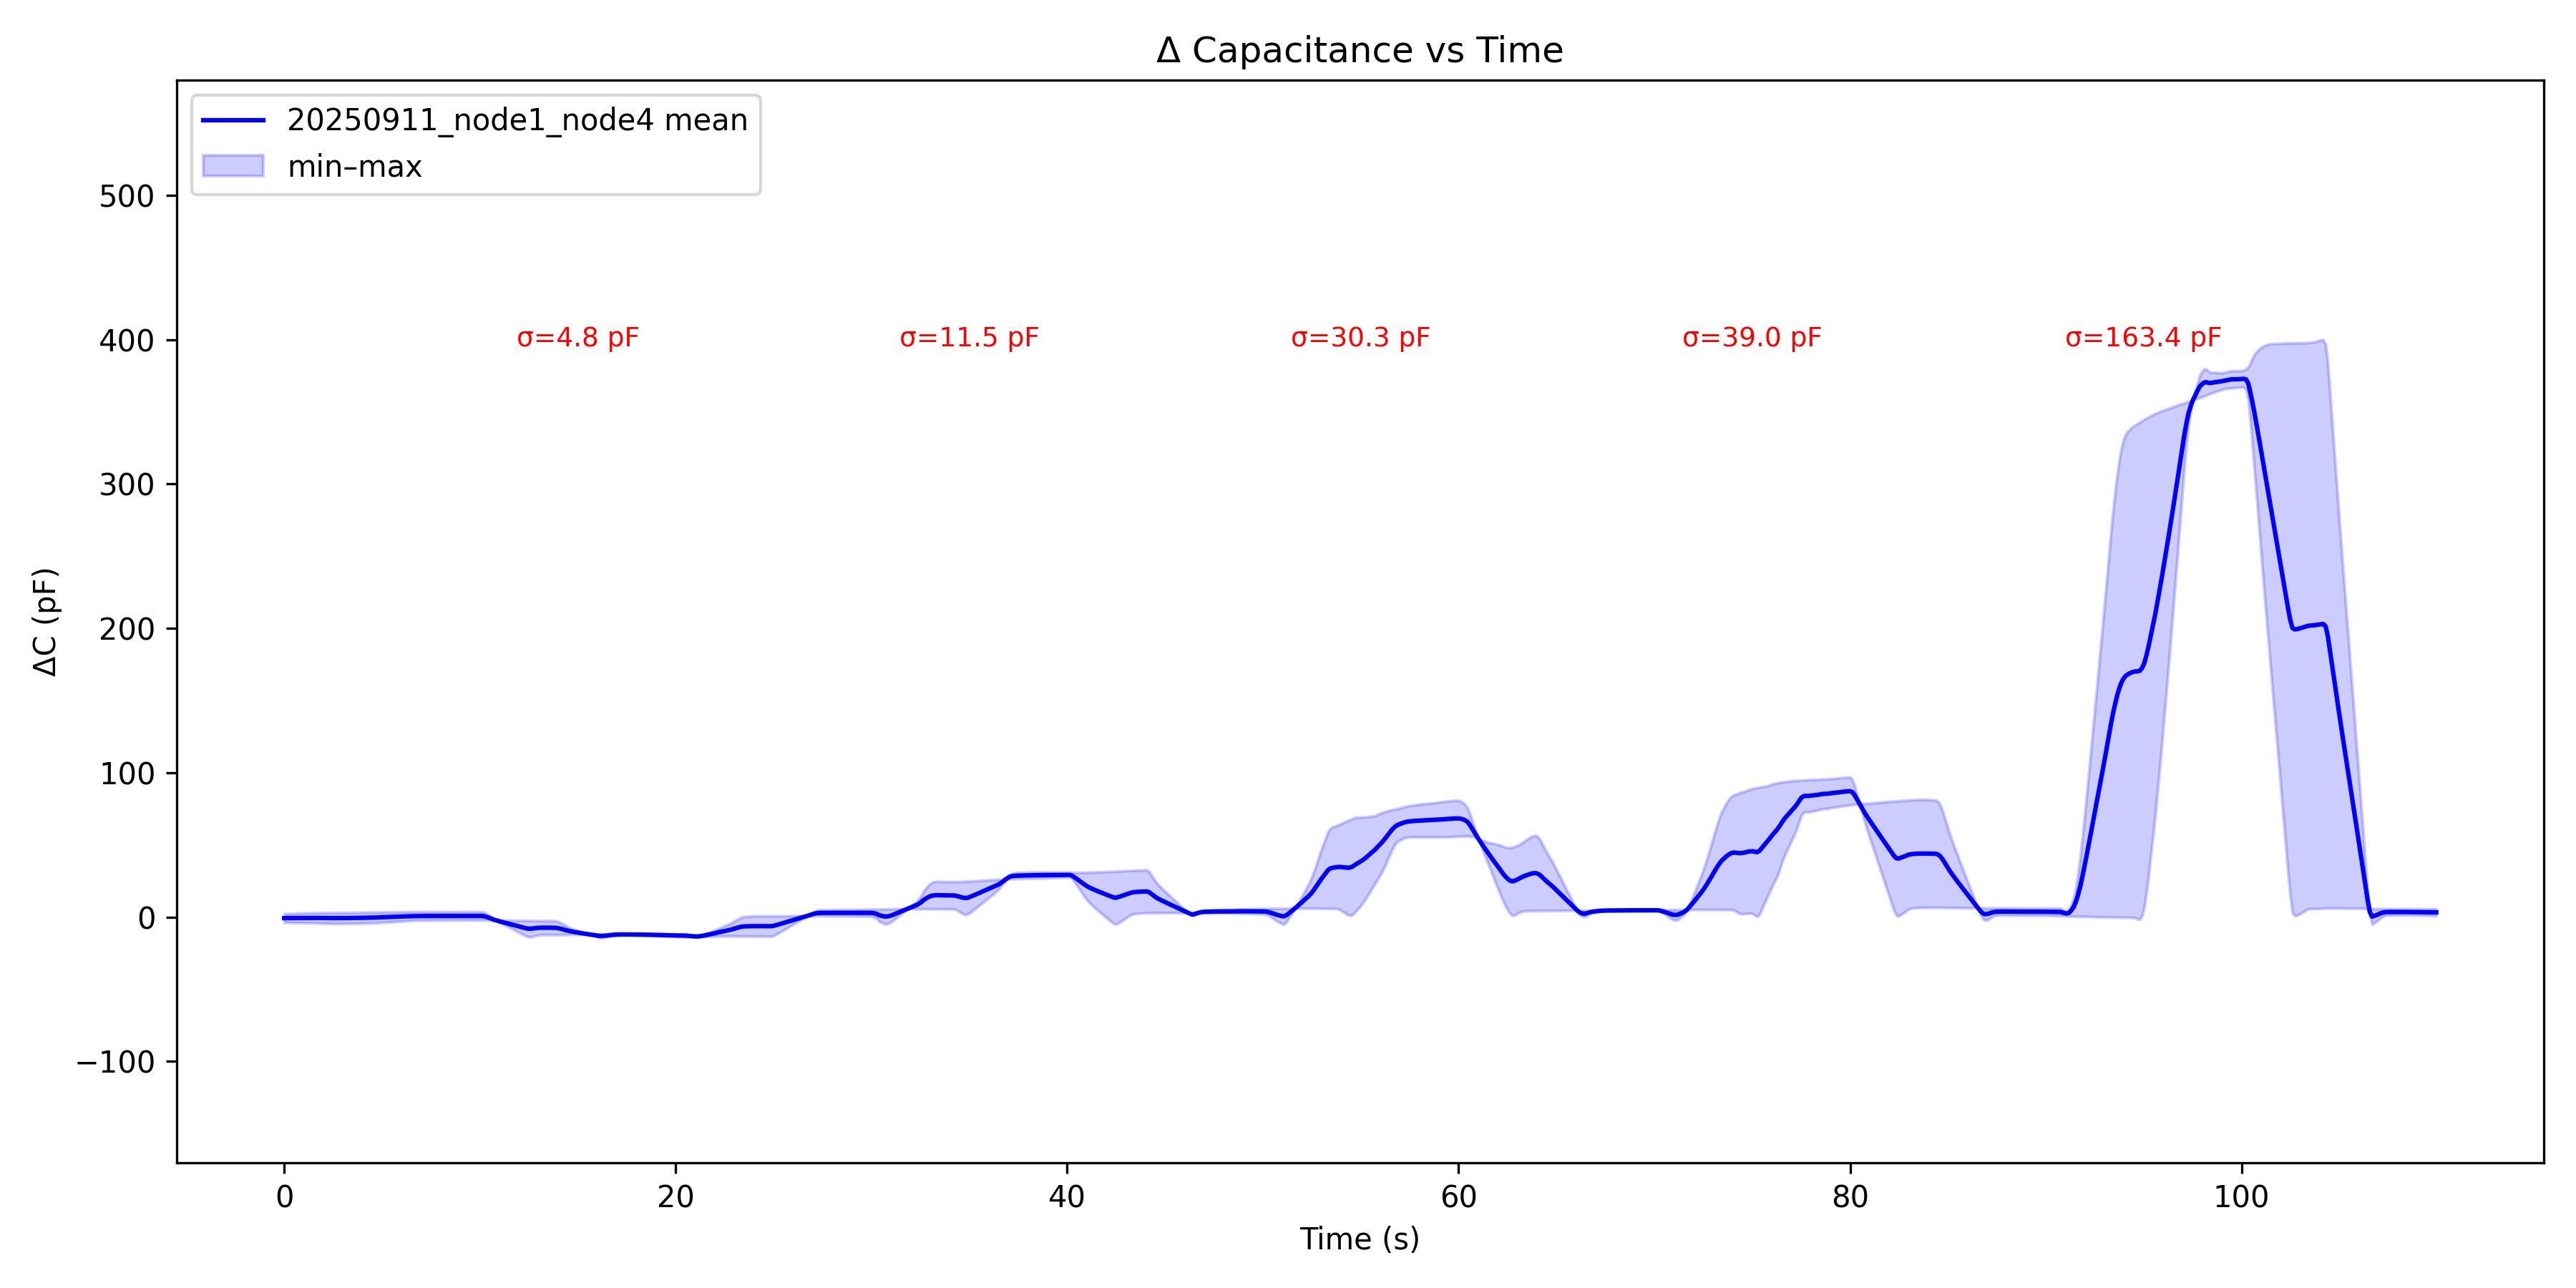 Δ Capacitance vs Time
20250911_node1_node4 mean
min–max
500
400
300
200
100
0
−100
ΔC (pF)
σ=4.8 pF
σ=11.5 pF
σ=30.3 pF
σ=39.0 pF
σ=163.4 pF
0
20
40
60
80
100
Time (s)